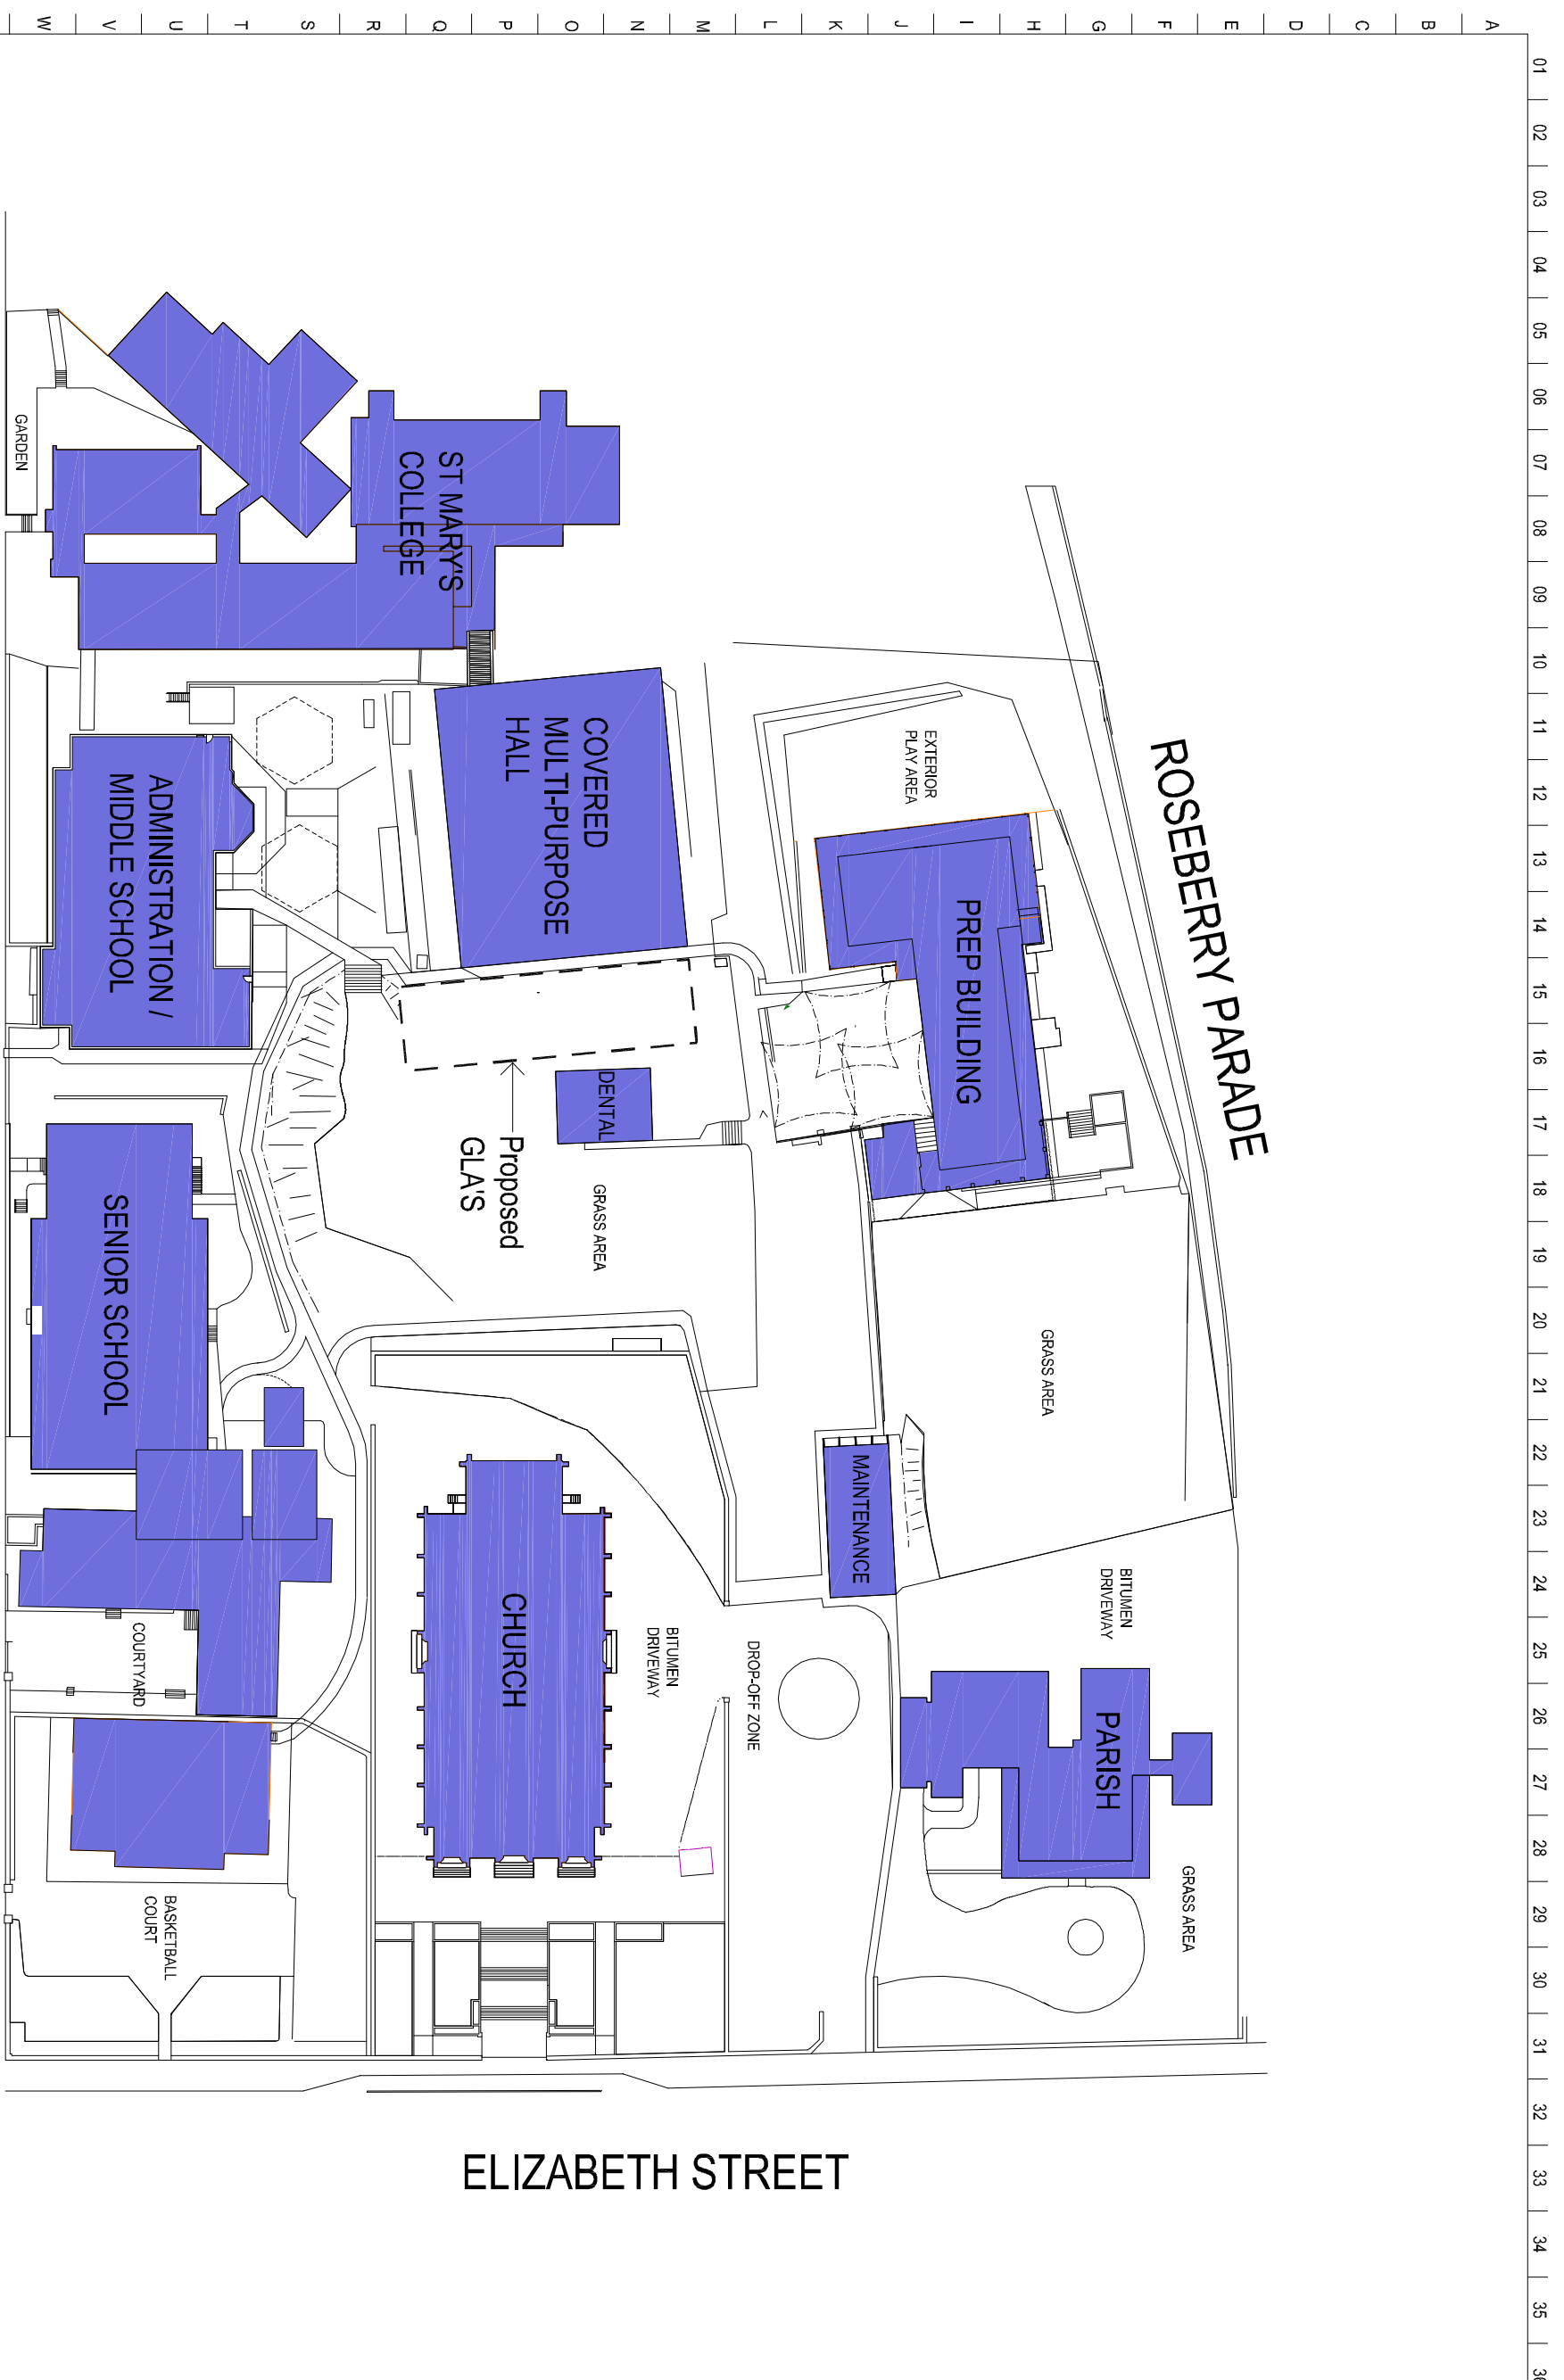 A
B
C
D
E
F
G
H
I
J
K
L
M
N
O
P
Q
R
S
T
U
V
W
01
02
03
04
05
06
07
08
09
10
11
12
13
14
15
16
17
18
19
20
21
22
23
24
25
26
27
28
29
30
31
32
33
34
35
36
ROSEBERRY PARADE
EXTERIOR
PLAY AREA
PREP BUILDING
GRASS AREA
BITUMEN
DRIVEWAY
PARISH
GRASS AREA
MAINTENANCE
DROP-OFF ZONE
BITUMEN
DRIVEWAY
COVERED
MULTI-PURPOSE
HALL
DENTAL
GRASS AREA
Proposed
GLA'S
CHURCH
ST MARY'S
COLLEGE
GARDEN
ADMINISTRATION /
MIDDLE SCHOOL
SENIOR SCHOOL
COURTYARD
BASKETBALL
COURT
ELIZABETH STREET